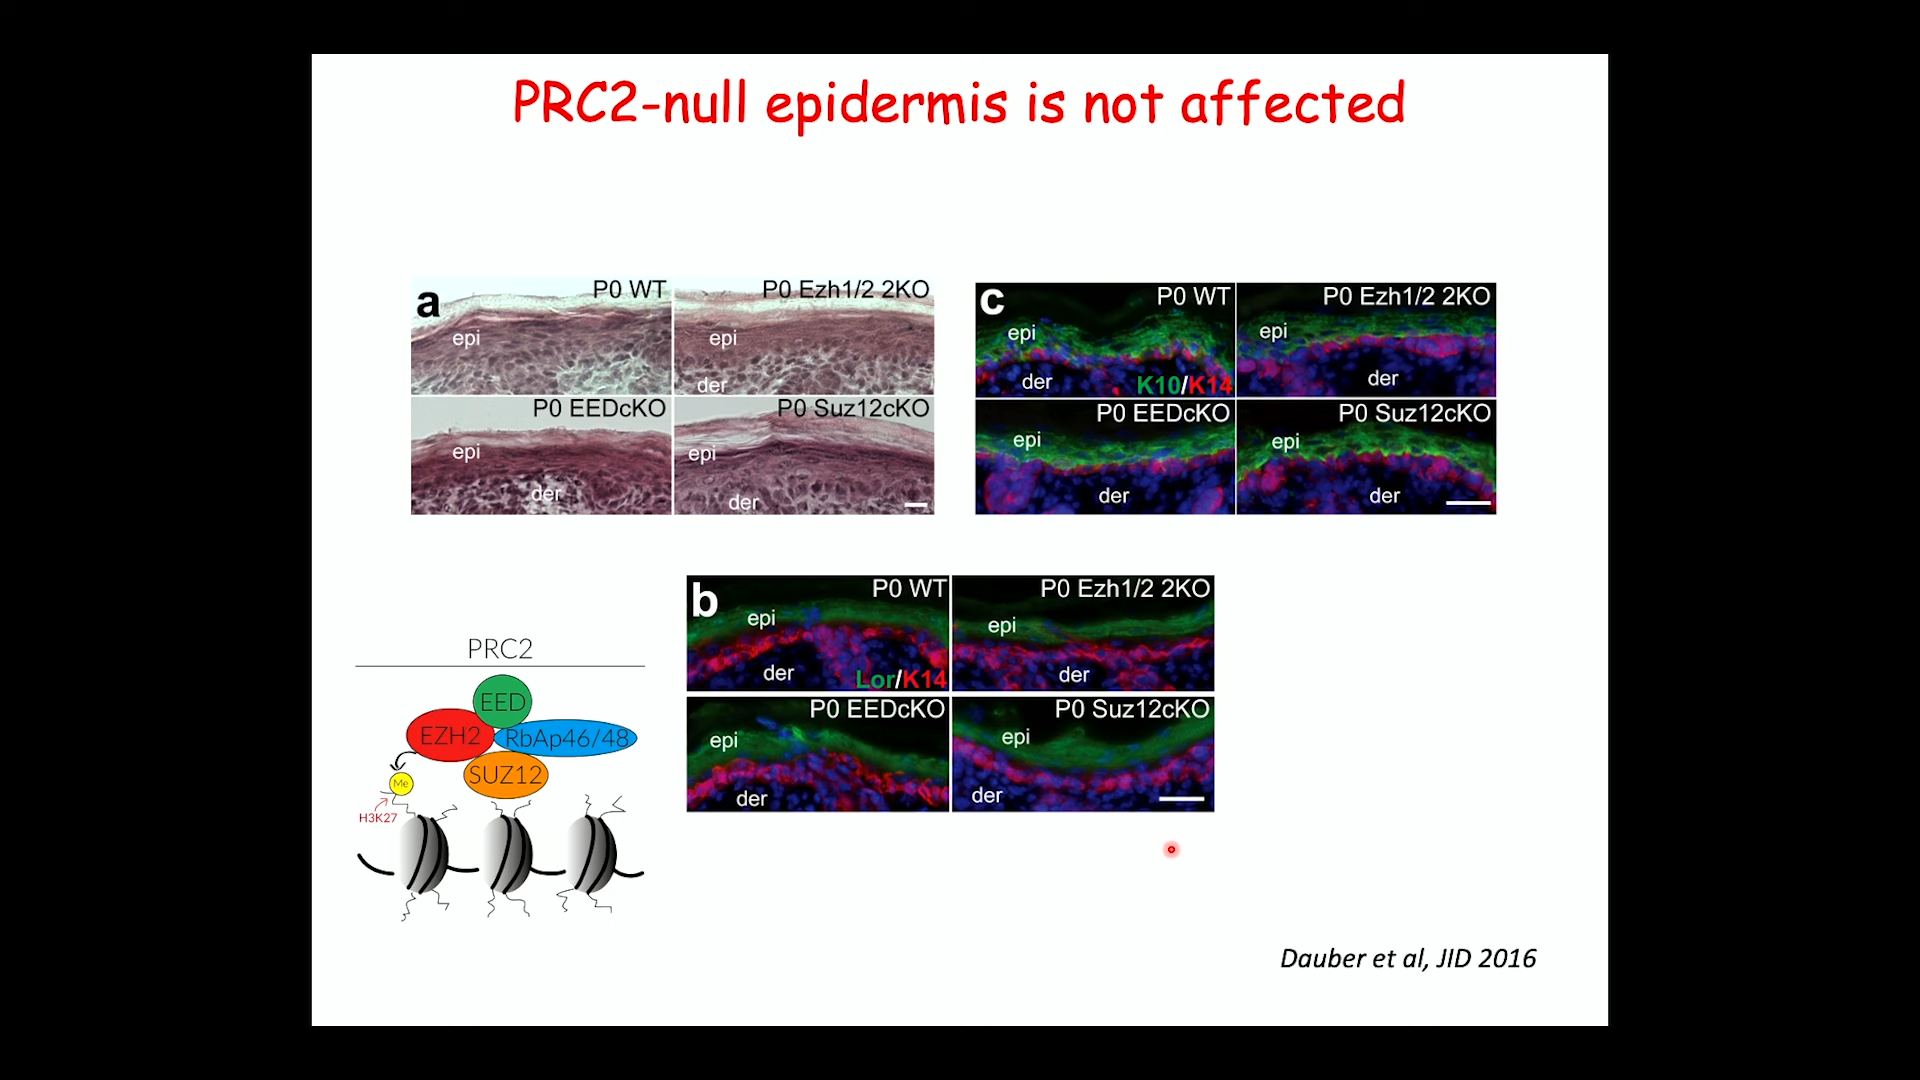 PRC2-null epidermis is not affected
a
P0 WT
epi
P0 Ezh1/2 2KO
epi
der
P0 EEDcKO
epi
der
P0 Suz12cKO
epi
der
c
P0 WT
epi
der
K10/K14
P0 Ezh1/2 2KO
epi
der
P0 EEDcKO
epi
der
P0 Suz12cKO
epi
der
b
P0 WT
epi
der
Lor/K14
P0 Ezh1/2 2KO
epi
der
P0 EEDcKO
epi
der
P0 Suz12cKO
epi
der
PRC2
EED
EZH2
RbAp46/48
SUZ12
Me
H3K27
Dauber et al, JID 2016